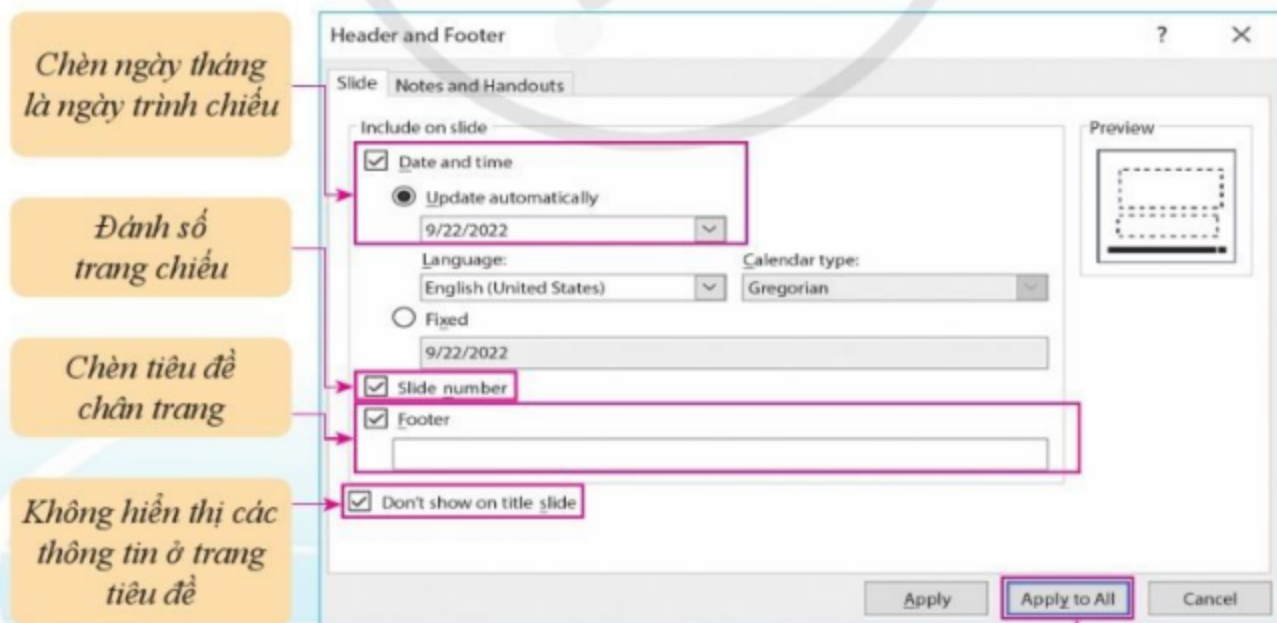 Chèn ngày tháng
là ngày trình chiếu
Đánh số
trang chiếu
Chèn tiêu đề
chân trang
Không hiển thị các
thông tin ở trang
tiêu đề
Header and Footer ? ×
Slide Notes and Handouts
Include on slide
Preview
Date and time
Update automatically
9/22/2022
Language: Calendar type:
English (United States) Gregorian
Fixed
9/22/2022
Slide number
Footer
Don't show on title slide
Apply Apply to All Cancel